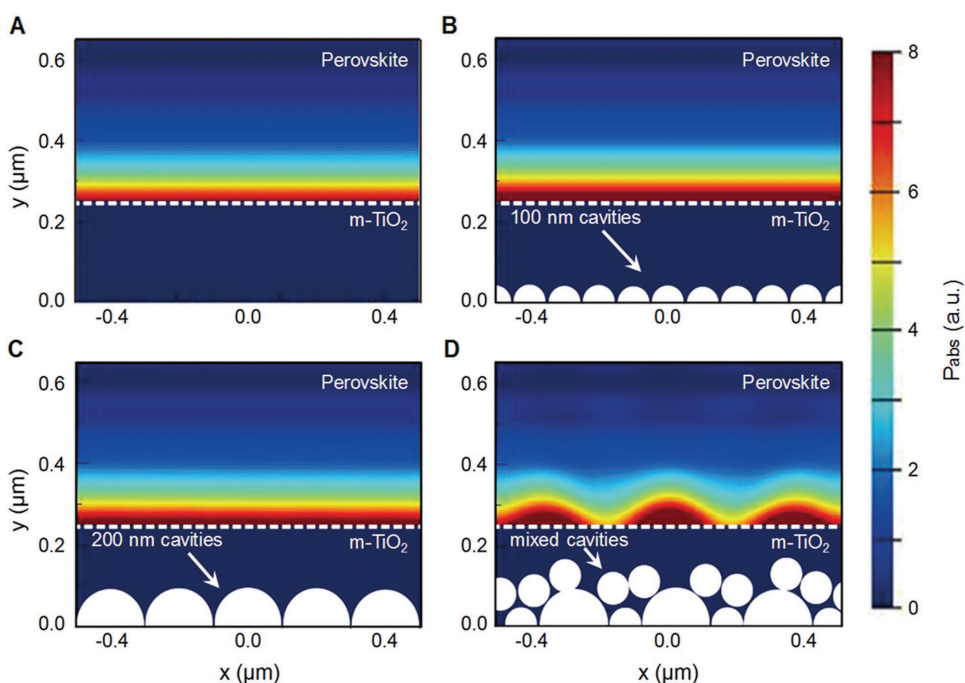 A
Perovskite
0.6
0.4
y (μm)
0.2
m-TiO₂
0.0
-0.4
0.0
0.4
B
Perovskite
0.6
0.4
0.2
100 nm cavities
m-TiO₂
0.0
-0.4
0.0
0.4
C
Perovskite
0.6
0.4
y (μm)
0.2
200 nm cavities
m-TiO₂
0.0
-0.4
0.0
0.4
x (μm)
D
Perovskite
0.6
0.4
0.2
mixed cavities
m-TiO₂
0.0
-0.4
0.0
0.4
x (μm)
8
6
4
2
0
Pabs (a.u.)